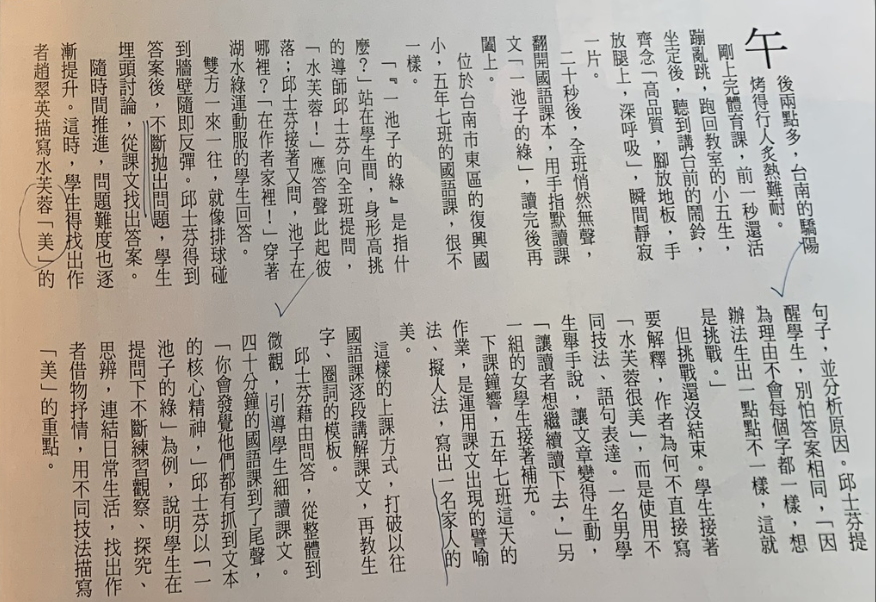 午後兩點多，台南的驕陽
烤得行人炙熱難耐。
剛上完體育課，前一秒還活
蹦亂跳，跑回教室的小五生，
坐定後，聽到講台前的鬧鈴，
齊念「高品質，腳放地板，手
放腿上，深呼吸」，瞬間靜寂
一片。
二十秒後，全班悄然無聲，
翻開國語課本，用手指默讀課
文「一池子的綠」，讀完後再
闔上。
位於台南市東區的復興國
小，五年七班的國語課，很不
一樣。
「『一池子的綠』是指什
麼？」站在學生間，身形高挑
的導師邱士芬向全班提問，
「水芙蓉！」應答聲此起彼
落；邱士芬接著又問，池子在
哪裡？「在作者家裡！」穿著
湖水綠運動服的學生回答。
雙方一來一往，就像排球碰
到牆壁隨即反彈。邱士芬得到
答案後，不斷拋出問題，學生
埋頭討論，從課文找出答案。
隨時間推進，問題難度也逐
漸提升。這時，學生得找出作
者趙翠英描寫水芙蓉「美」的
句子，並分析原因。邱士芬提
醒學生，別怕答案相同，「因
為理由不會每個字都一樣，想
辦法生出一點點不一樣，這就
是挑戰。」
但挑戰還沒結束。學生接著
要解釋，作者為何不直接寫
「水芙蓉很美」，而是使用不
同技法、語句表達。一名男學
生舉手說，讓文章變得生動，
「讓讀者想繼續讀下去，」另
一組的女學生接著補充。
下課鐘響，五年七班這天的
作業，是運用課文出現的譬喻
法、擬人法，寫出一名家人的
美。
這樣的上課方式，打破以往
國語課逐段講解課文，再教生
字、圈詞的模板。
邱士芬藉由問答，從整體到
微觀，引導學生細讀課文。
四十分鐘的國語課到了尾聲，
「你會發覺他們都有抓到文本
的核心精神，」邱士芬以「一
池子的綠」為例，說明學生在
提問下不斷練習觀察、探究、
思辨，連結日常生活，找出作
者借物抒情，用不同技法描寫
「美」的重點。